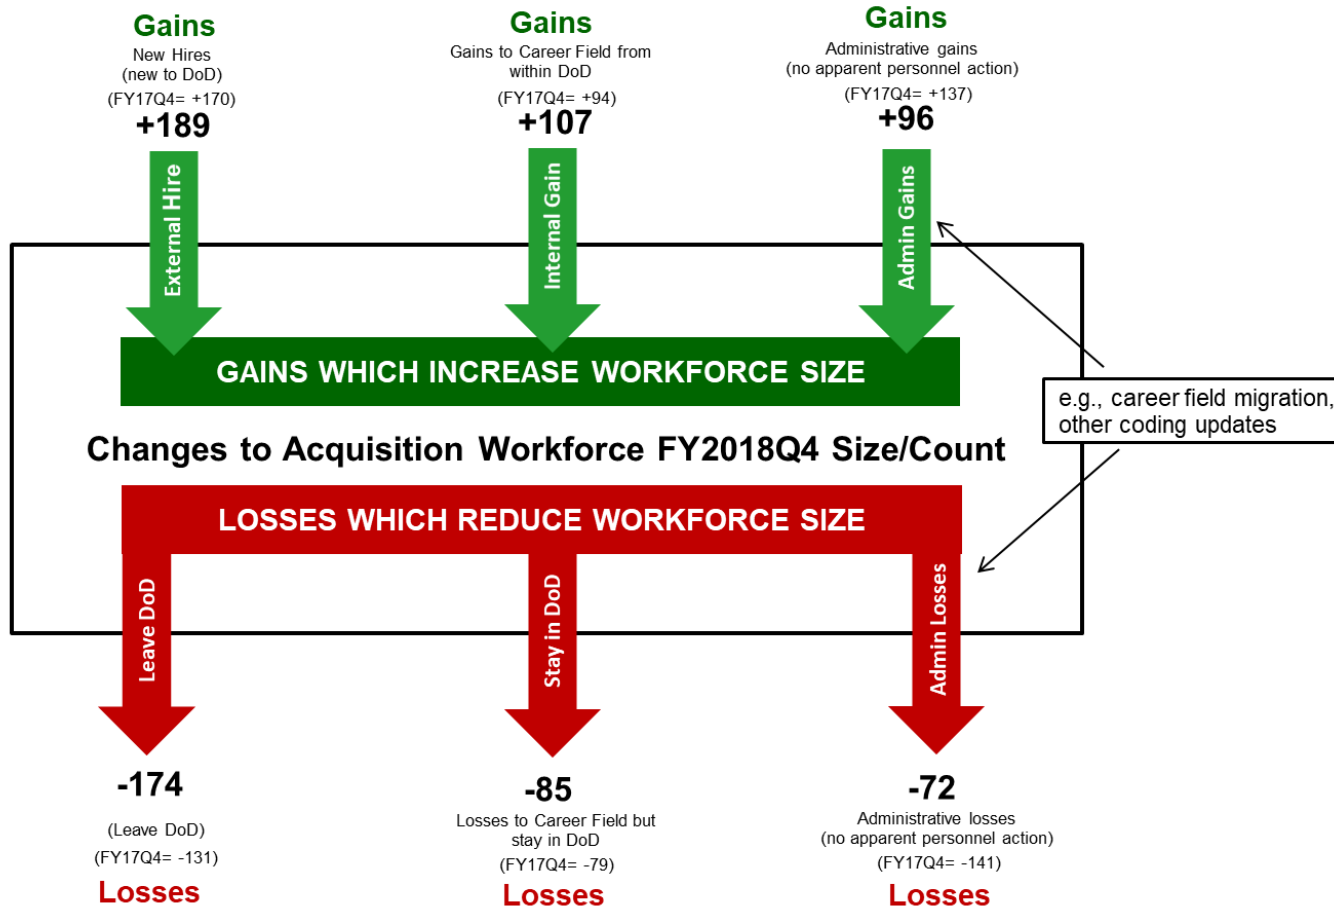 Gains
New Hires
(new to DoD)
(FY17Q4= +170)
+189
External Hire
Gains
Gains to Career Field from
within DoD
(FY17Q4= +94)
+107
Internal Gain
Gains
Administrative gains
(no apparent personnel action)
(FY17Q4= +137)
+96
Admin Gains
GAINS WHICH INCREASE WORKFORCE SIZE
e.g., career field migration,
other coding updates
Changes to Acquisition Workforce FY2018Q4 Size/Count
LOSSES WHICH REDUCE WORKFORCE SIZE
Leave DoD
-174
(Leave DoD)
(FY17Q4= -131)
Losses
Stay in DoD
-85
Losses to Career Field but
stay in DoD
(FY17Q4= -79)
Losses
Admin Losses
-72
Administrative losses
(no apparent personnel action)
(FY17Q4= -141)
Losses